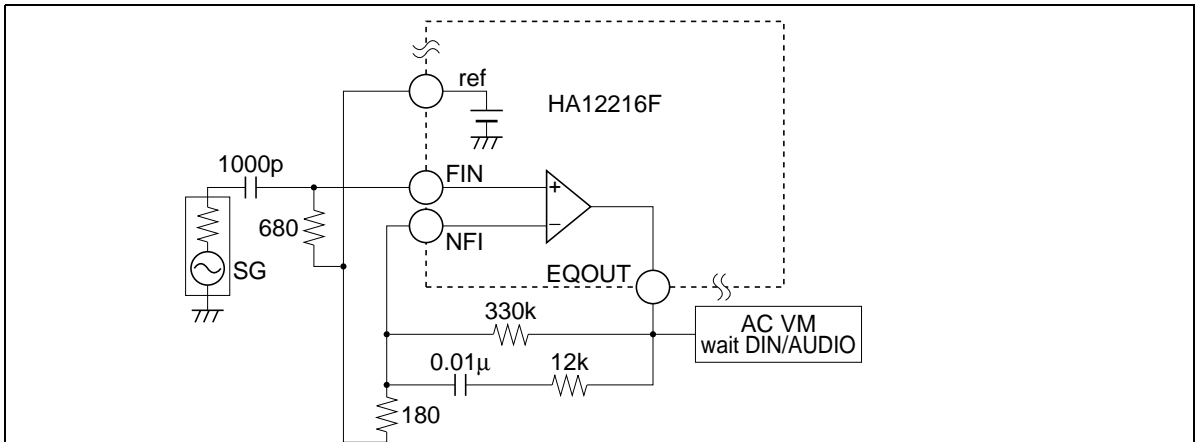 ref
HA12216F
1000p
FIN
680
NFI
SG
EQOUT
330k
AC VM
wait DIN/AUDIO
0.01μ
12k
180